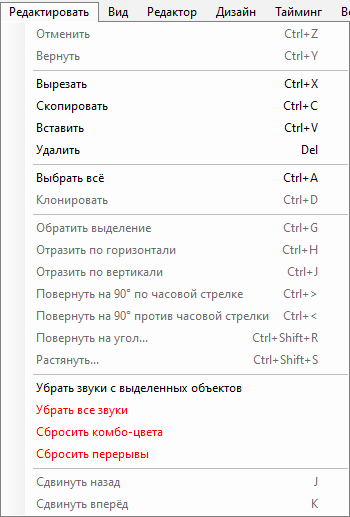 Редактировать Вид Редактор Дизайн Тайминг
Отменить Ctrl+Z
Вернуть Ctrl+Y
Вырезать Ctrl+X
Скопировать Ctrl+C
Вставить Ctrl+V
Удалить Del
Выбрать всё Ctrl+A
Клонировать Ctrl+D
Обратить выделение Ctrl+G
Отразить по горизонтали Ctrl+H
Отразить по вертикали Ctrl+J
Повернуть на 90° по часовой стрелке Ctrl+>
Повернуть на 90° против часовой стрелки Ctrl+<
Повернуть на угол... Ctrl+Shift+R
Растянуть... Ctrl+Shift+S
Убрать звуки с выделенных объектов
Убрать все звуки
Сбросить комбо-цвета
Сбросить перерывы
Сдвинуть назад J
Сдвинуть вперёд K